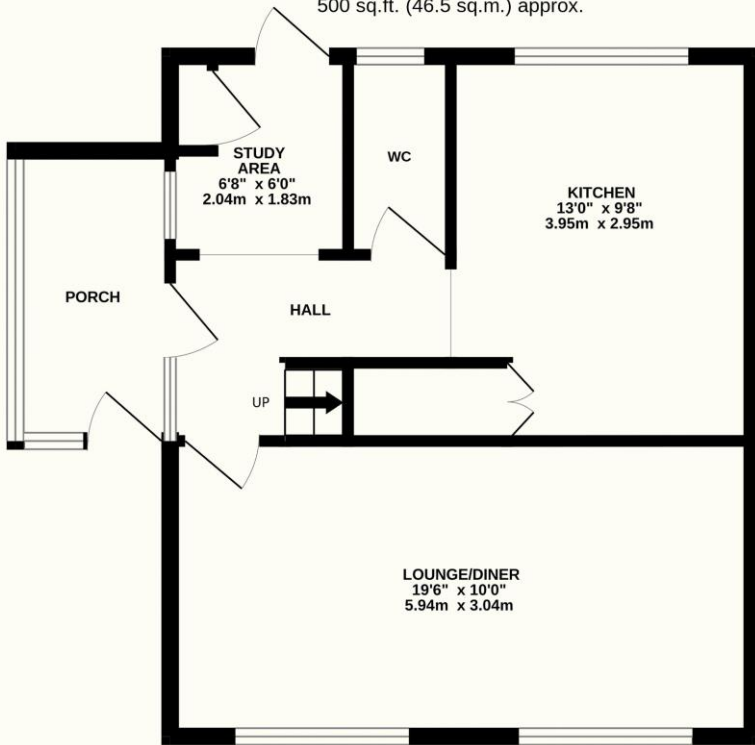 500 sq.ft. (46.5 sq.m.) approx.
STUDY
AREA
6'8" x 6'0"
2.04m x 1.83m
WC
KITCHEN
13'0" x 9'8"
3.95m x 2.95m
PORCH
HALL
UP
LOUNGE/DINER
19'6" x 10'0"
5.94m x 3.04m